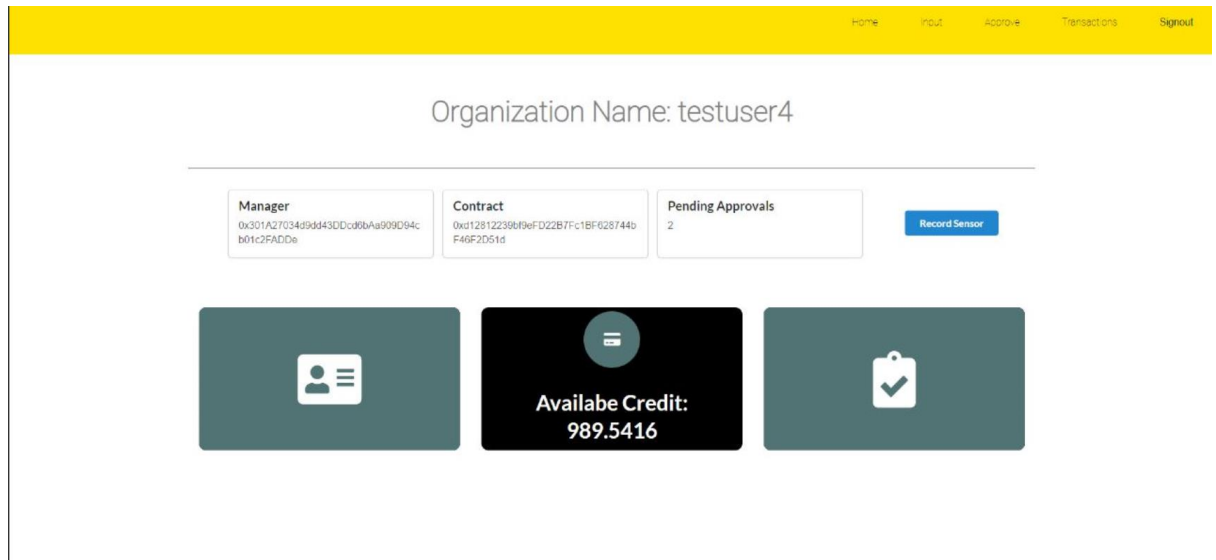 Home Input Approve Transactions Signout
Organization Name: testuser4
Manager
0x301A27034d9dd43DDcd6bAa909D94c
b01c2FADDe
Contract
0xd12812239bf9eFD22B7Fc1BF628744b
F46F2D51d
Pending Approvals
2
Record Sensor
Availabe Credit:
989.5416